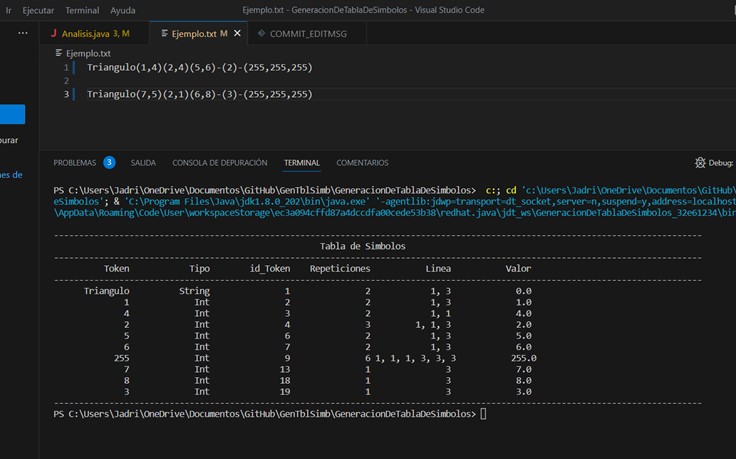 Ir Ejecutar Terminal Ayuda Ejemplo.txt - GeneracionDeTablaDeSimbolos - Visual Studio Code
··· J Analisis.java 3, M Ejemplo.txt M × COMMIT_EDITMSG
Ejemplo.txt
1 Triangulo(1,4)(2,4)(5,6)-(2)-(255,255,255)
2
3 Triangulo(7,5)(2,1)(6,8)-(3)-(255,255,255)
purar
nes de
PROBLEMAS 3 SALIDA CONSOLA DE DEPURACIÓN TERMINAL COMENTARIOS Debug:
PS C:\Users\Jadri\OneDrive\Documentos\GitHub\GenTblSimb\GeneracionDeTablaDeSimbolos> c:; cd 'c:\Users\Jadri\OneDrive\Documentos\GitHub\
eSimbolos'; & 'C:\Program Files\Java\jdk1.8.0_202\bin\java.exe' '-agentlib:jdwp=transport=dt_socket,server=n,suspend=y,address=localhost
\AppData\Roaming\Code\User\workspaceStorage\ec3a094cffd87a4dccdfa00cede53b38\redhat.java\jdt_ws\GeneracionDeTablaDeSimbolos_32e61234\bin
Tabla de Simbolos
Token Tipo id_Token Repeticiones Linea Valor
Triangulo String 1 2 1, 3 0.0
1 Int 2 2 1, 3 1.0
4 Int 3 2 1, 1 4.0
2 Int 4 3 1, 1, 3 2.0
5 Int 6 2 1, 3 5.0
6 Int 7 2 1, 3 6.0
255 Int 9 6 1, 1, 1, 3, 3, 3 255.0
7 Int 13 1 3 7.0
8 Int 18 1 3 8.0
3 Int 19 1 3 3.0
PS C:\Users\Jadri\OneDrive\Documentos\GitHub\GenTblSimb\GeneracionDeTablaDeSimbolos>